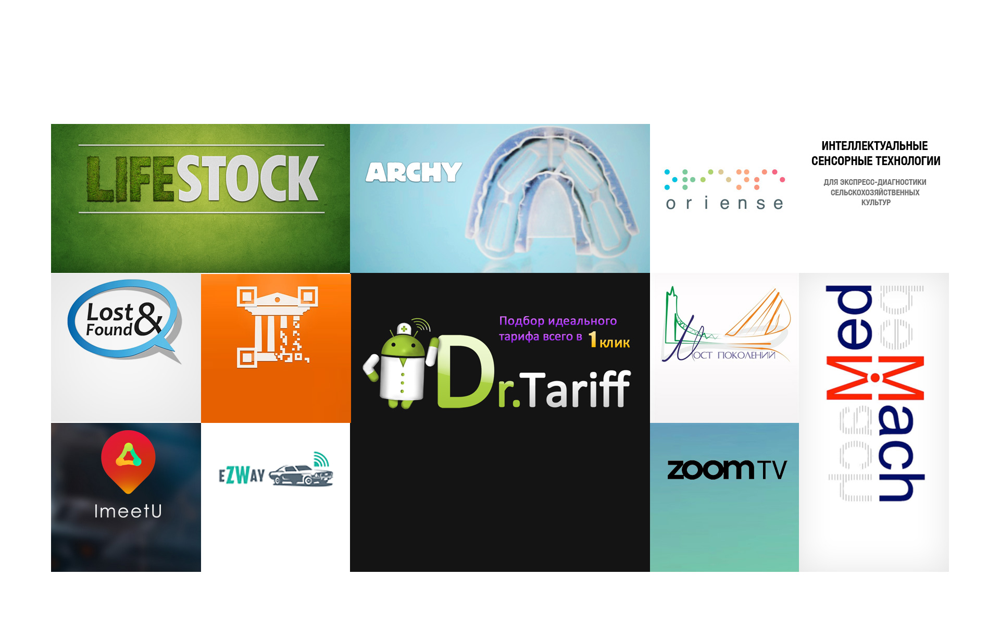 LIFESTOCK
ARCHY
oriense
ИНТЕЛЛЕКТУАЛЬНЫЕ
СЕНСОРНЫЕ ТЕХНОЛОГИИ
ДЛЯ ЭКСПРЕСС-ДИАГНОСТИКИ
СЕЛЬСКОХОЗЯЙСТВЕННЫХ
КУЛЬТУР
Lost &
Found
Подбор идеального
тарифа всего в 1 клик
Dr.Tariff
Мост поколений
peMach
ImeetU
eZWay
zoomTV